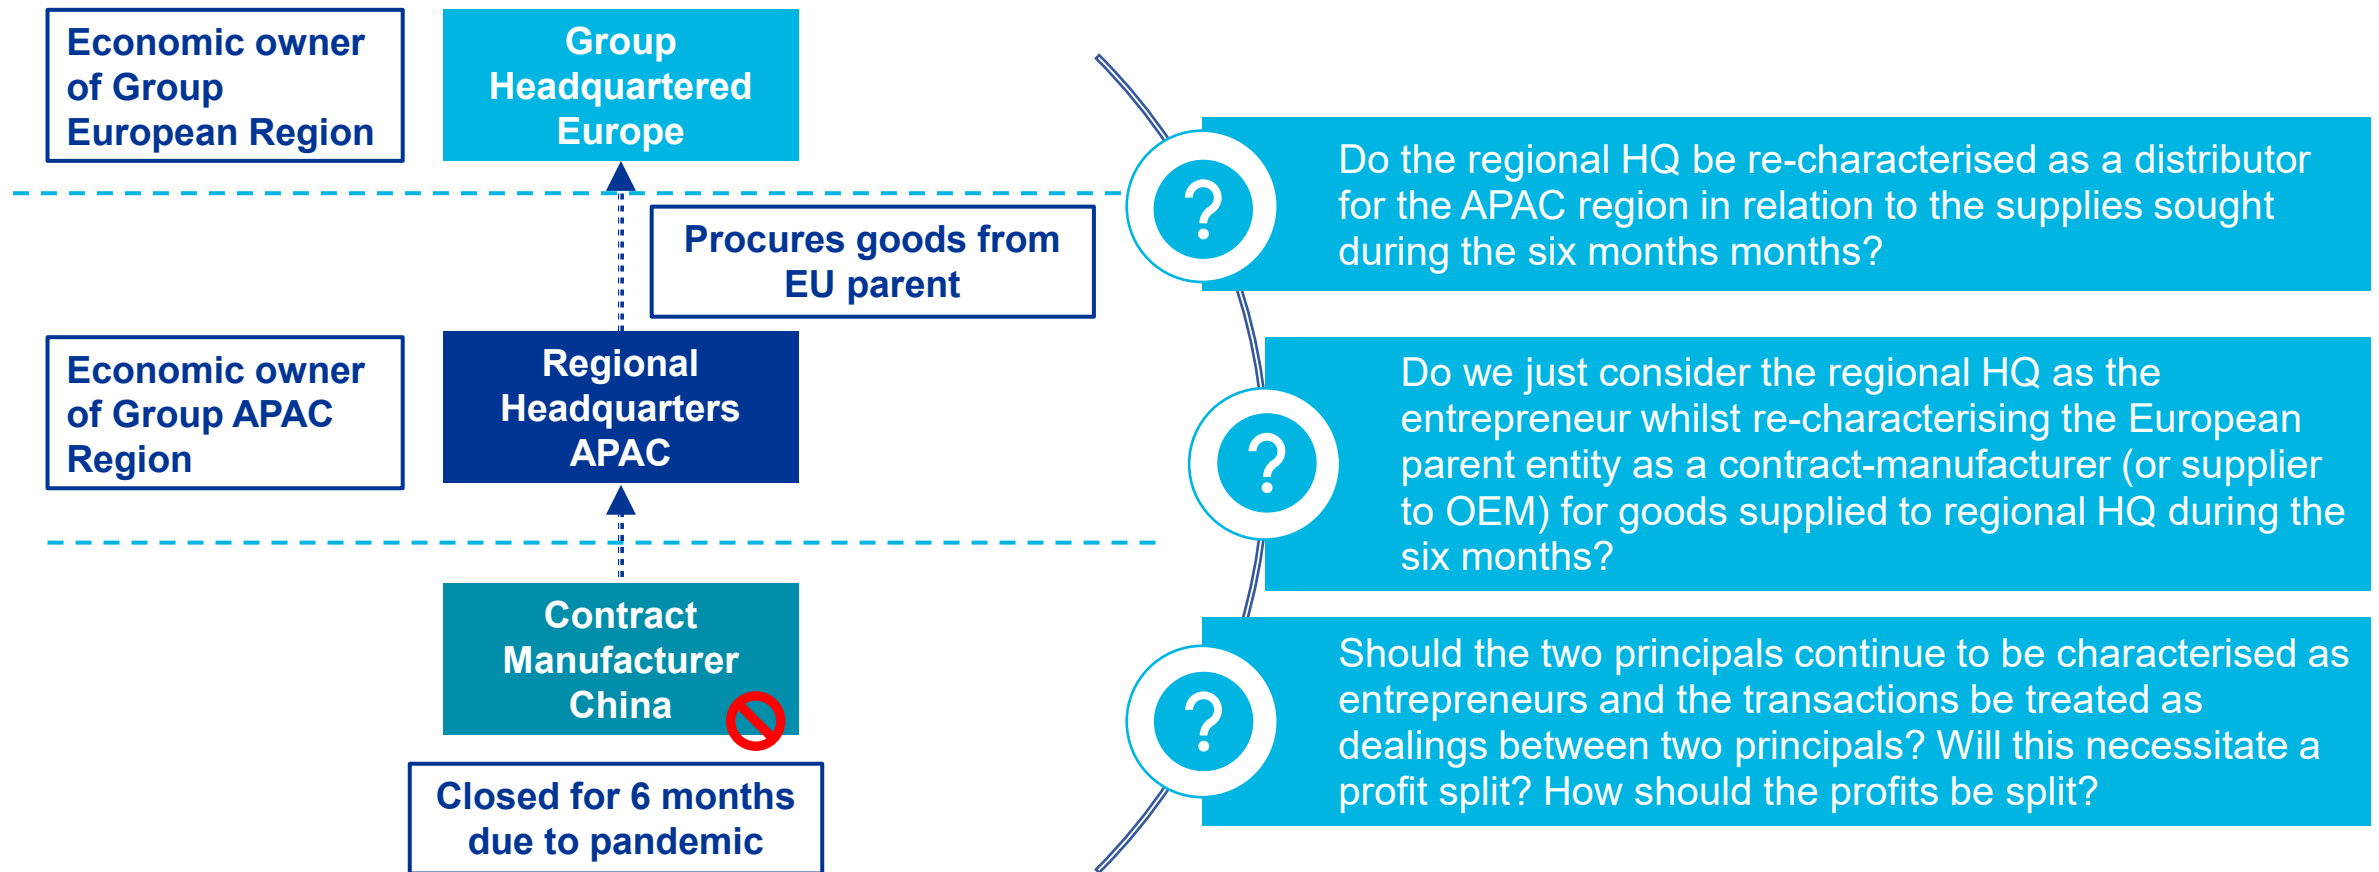 Economic owner
of Group
European Region
Group
Headquartered
Europe
Procures goods from
EU parent
Economic owner
of Group APAC
Region
Regional
Headquarters
APAC
Contract
Manufacturer
China
Closed for 6 months
due to pandemic
?
Do the regional HQ be re-characterised as a distributor
for the APAC region in relation to the supplies sought
during the six months months?
?
Do we just consider the regional HQ as the
entrepreneur whilst re-characterising the European
parent entity as a contract-manufacturer (or supplier
to OEM) for goods supplied to regional HQ during the
six months?
?
Should the two principals continue to be characterised as
entrepreneurs and the transactions be treated as
dealings between two principals? Will this necessitate a
profit split? How should the profits be split?